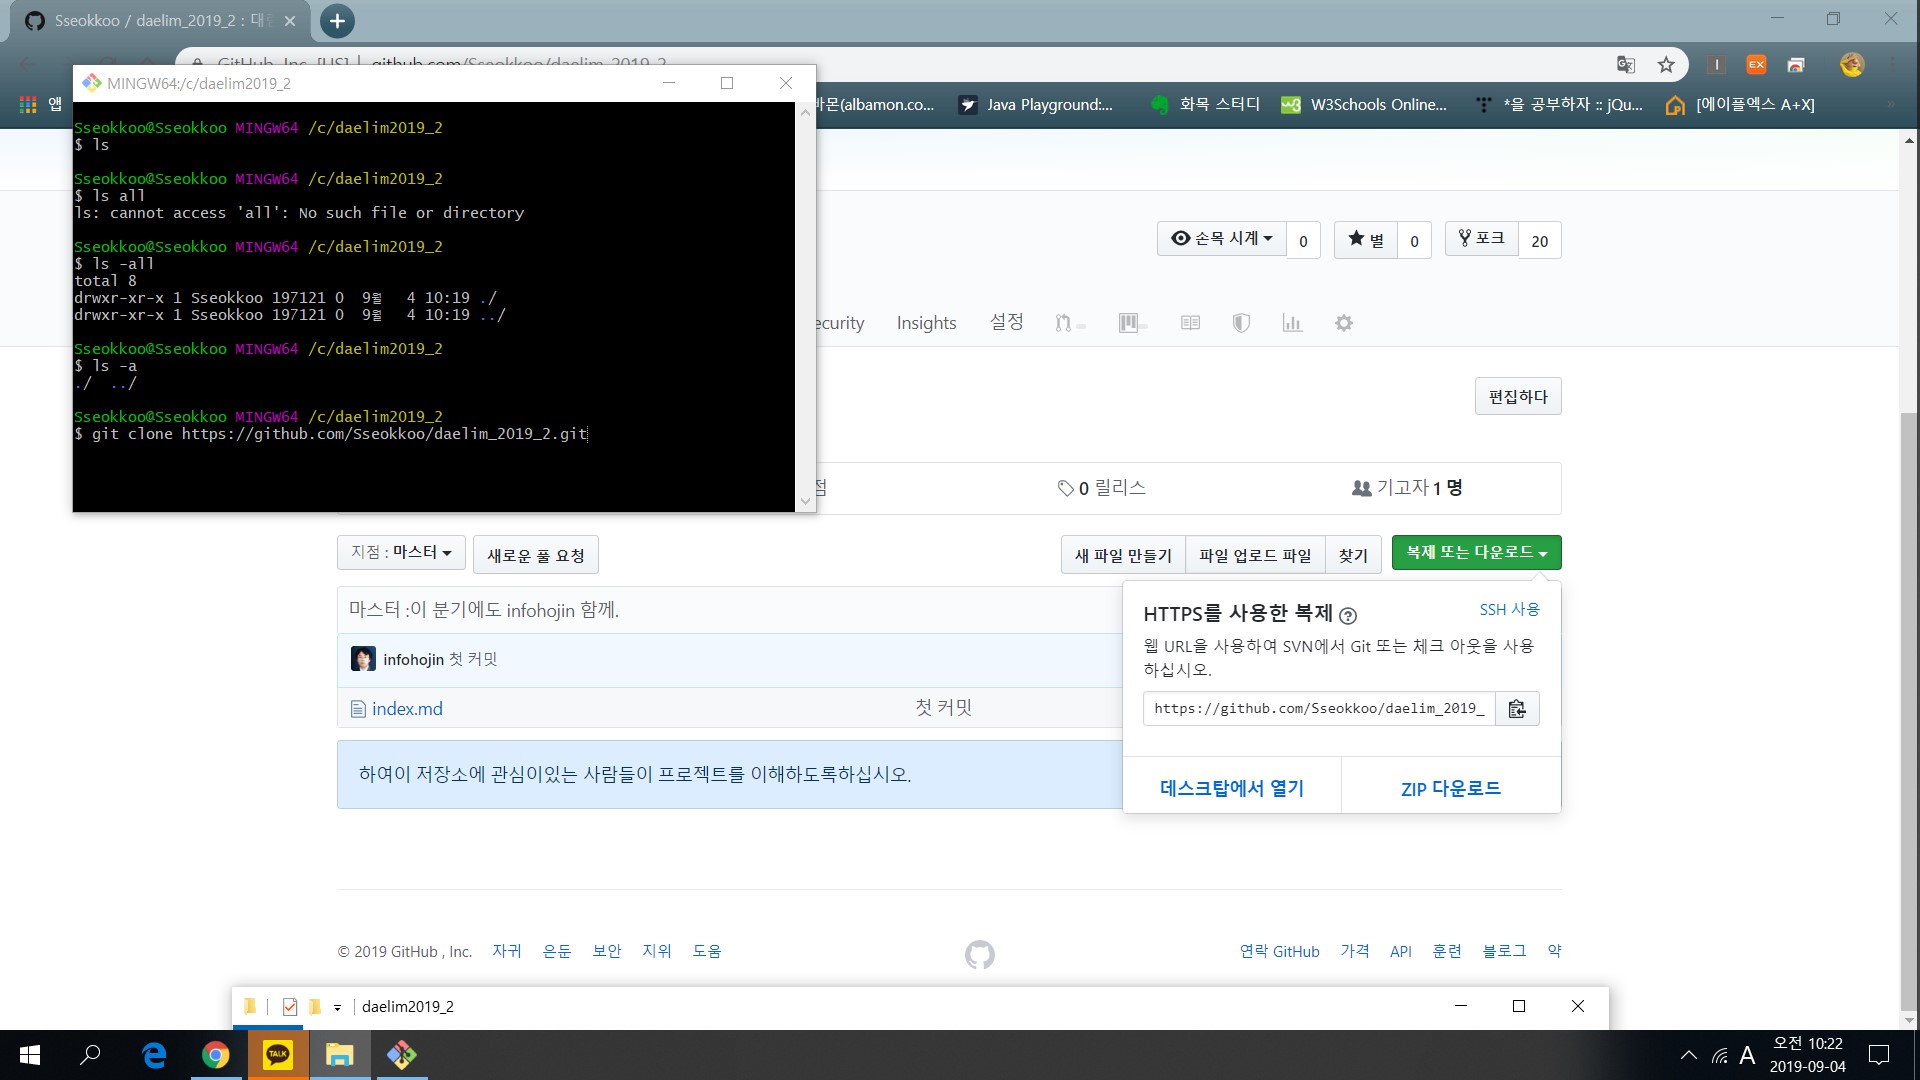 Sseokkoo / daelim_2019_2 : 대
GitHub, Inc. [US] | github.com/Sseokkoo/daelim_2019_2
앱
바몬(albamon.co...
Java Playground:...
화목 스터디
W3Schools Online...
*을 공부하자 :: jQu...
[에이플엑스 A+X]
MINGW64:/c/daelim2019_2
Sseokkoo@Sseokkoo MINGW64 /c/daelim2019_2
$ ls
Sseokkoo@Sseokkoo MINGW64 /c/daelim2019_2
$ ls all
ls: cannot access 'all': No such file or directory
Sseokkoo@Sseokkoo MINGW64 /c/daelim2019_2
$ ls -all
total 8
drwxr-xr-x 1 Sseokkoo 197121 0  9월   4 10:19 ./
drwxr-xr-x 1 Sseokkoo 197121 0  9월   4 10:19 ../
Sseokkoo@Sseokkoo MINGW64 /c/daelim2019_2
$ ls -a
./  ../
Sseokkoo@Sseokkoo MINGW64 /c/daelim2019_2
$ git clone https://github.com/Sseokkoo/daelim_2019_2.git
손목 시계 0
별 0
포크 20
ecurity Insights 설정
편집하다
점
0 릴리스
기고자 1 명
지점 : 마스터
새로운 풀 요청
새 파일 만들기
파일 업로드 파일
찾기
복제 또는 다운로드
마스터 :이 분기에도 infohojin 함께.
infohojin 첫 커밋
index.md
첫 커밋
하여이 저장소에 관심이있는 사람들이 프로젝트를 이해하도록하십시오.
HTTPS를 사용한 복제
SSH 사용
웹 URL을 사용하여 SVN에서 Git 또는 체크 아웃을 사용
하십시오.
https://github.com/Sseokkoo/daelim_2019_
데스크탑에서 열기
ZIP 다운로드
© 2019 GitHub , Inc. 자귀 은둔 보안 지위 도움
연락 GitHub 가격 API 훈련 블로그 약
daelim2019_2
TALK
A
오전 10:22
2019-09-04